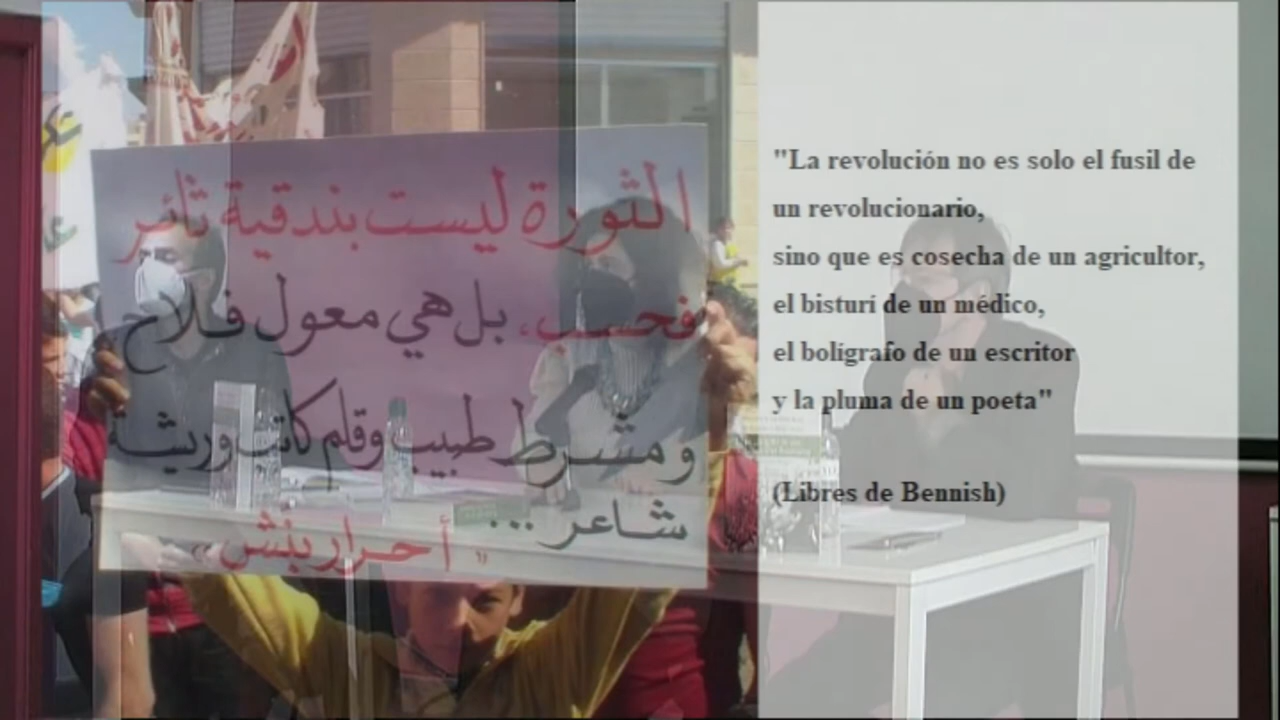 الثورة ليست بندقية ثائر
فحسب، بل هي معول فلاح
ومشرط طبيب وقلم كاتب وريشة
شاعر ...
"أحرار بنّش"
"La revolución no es solo el fusil de
un revolucionario,
sino que es cosecha de un agricultor,
el bisturí de un médico,
el bolígrafo de un escritor
y la pluma de un poeta"
(Libres de Bennish)